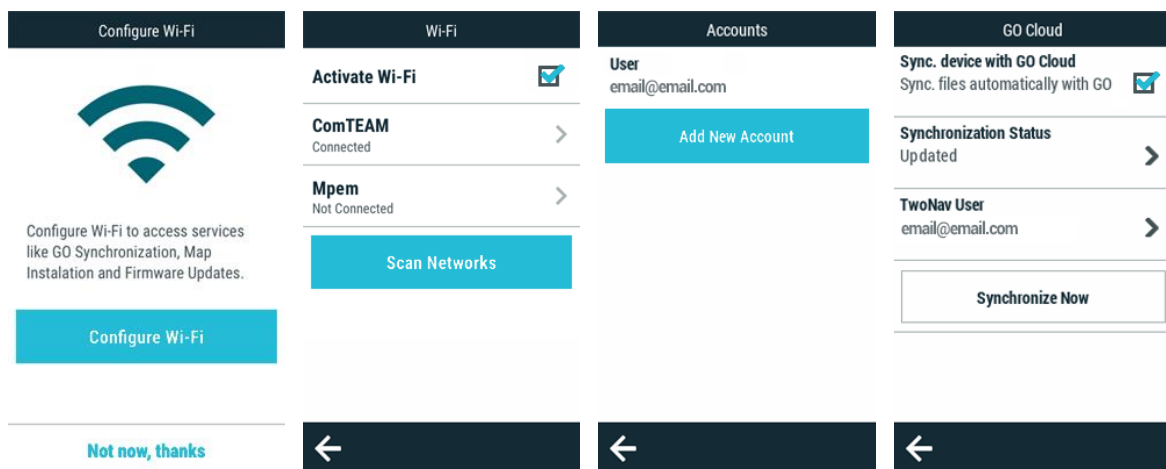 Configure Wi-Fi
Configure Wi-Fi to access services
like GO Synchronization, Map
Instalation and Firmware Updates.
Configure Wi-Fi
Not now, thanks
Wi-Fi
Activate Wi-Fi
ComTEAM
Connected
Mpem
Not Connected
Scan Networks
Accounts
User
email@email.com
Add New Account
GO Cloud
Sync. device with GO Cloud
Sync. files automatically with GO
Synchronization Status
Updated
TwoNav User
email@email.com
Synchronize Now